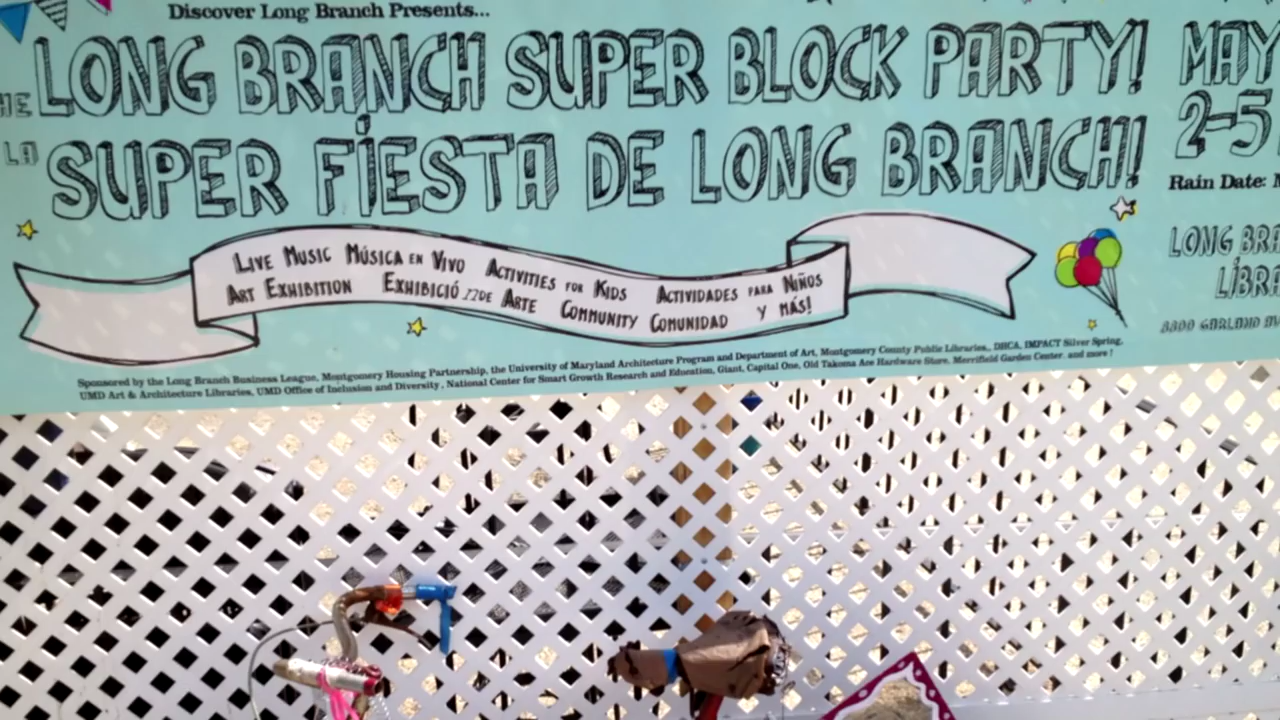 Discover Long Branch Presents...
LONG BRANCH SUPER BLOCK PARTY!
LA SUPER FIESTA DE LONG BRANCH!
MAY
2-5
Rain Date:
LONG
3300 GARLAND
LIVE MUSIC MÚSICA EN VIVO ACTIVITIES FOR KIDS ACTIVIDADES PARA NIÑOS
ART EXHIBITION EXHIBICIÓ ARTE COMMUNITY COMUNIDAD Y MÁS!
Sponsored by the Long Branch Business League, Montgomery Housing Partnership, the University of Maryland Architecture Program and Department of Art, Montgomery County Public Libraries,, DHCA, IMPACT Silver Spring,
UMD Art & Architecture Libraries, UMD Office of Inclusion and Diversity, National Center for Smart Growth Research and Education, Giant, Capital One, Old Takoma Ace Hardware Store, Merrifield Garden Center, and more!